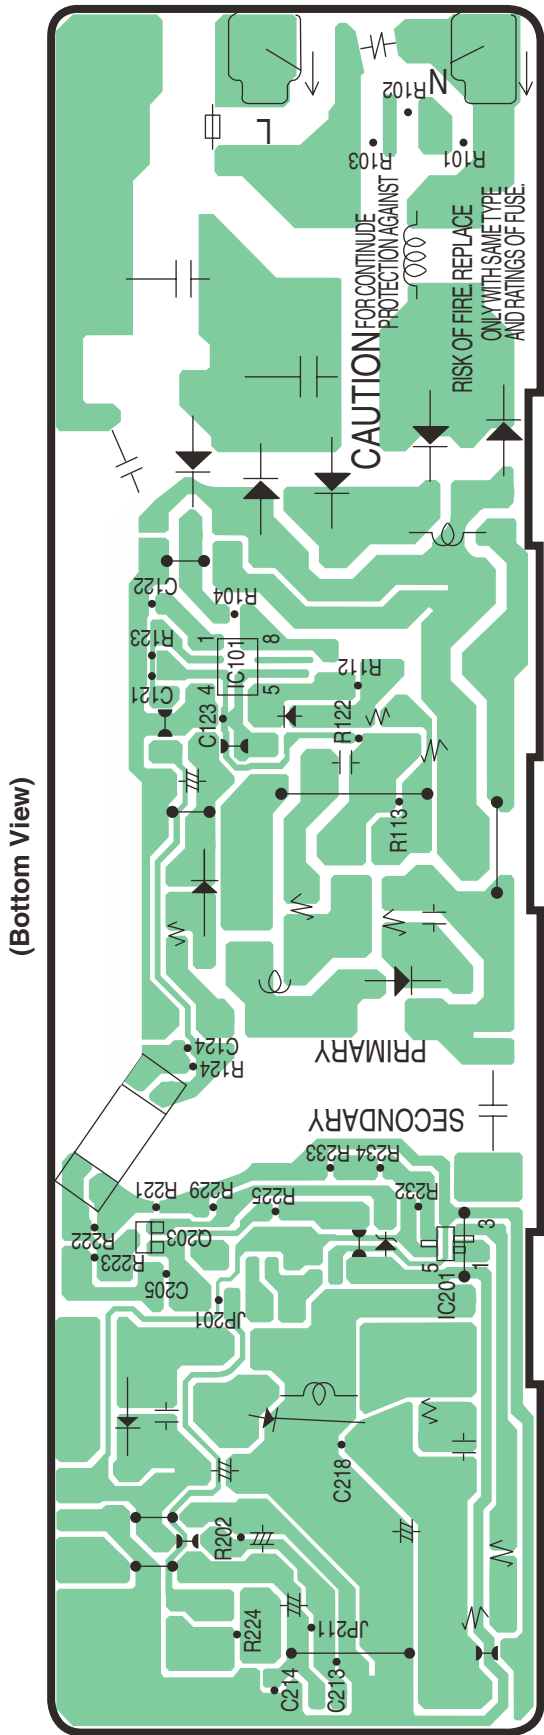 (Bottom View)
L
N
R102
R103
R101
CAUTION
FOR CONTINUDE
PROTECTION AGAINST
RISK OF FIRE. REPLACE
ONLY WITH SAME TYPE
AND RATINGS OF FUSE.
C122
R104
R123
1
8
IC101
C121
4
5
R112
C123
R122
R113
C124
R124
PRIMARY
SECONDARY
R233
R234
R221
R229
R225
R232
R222
R223
Q203
C205
JP201
5
3
1
IC201
C218
R202
R224
JP211
C214
C213